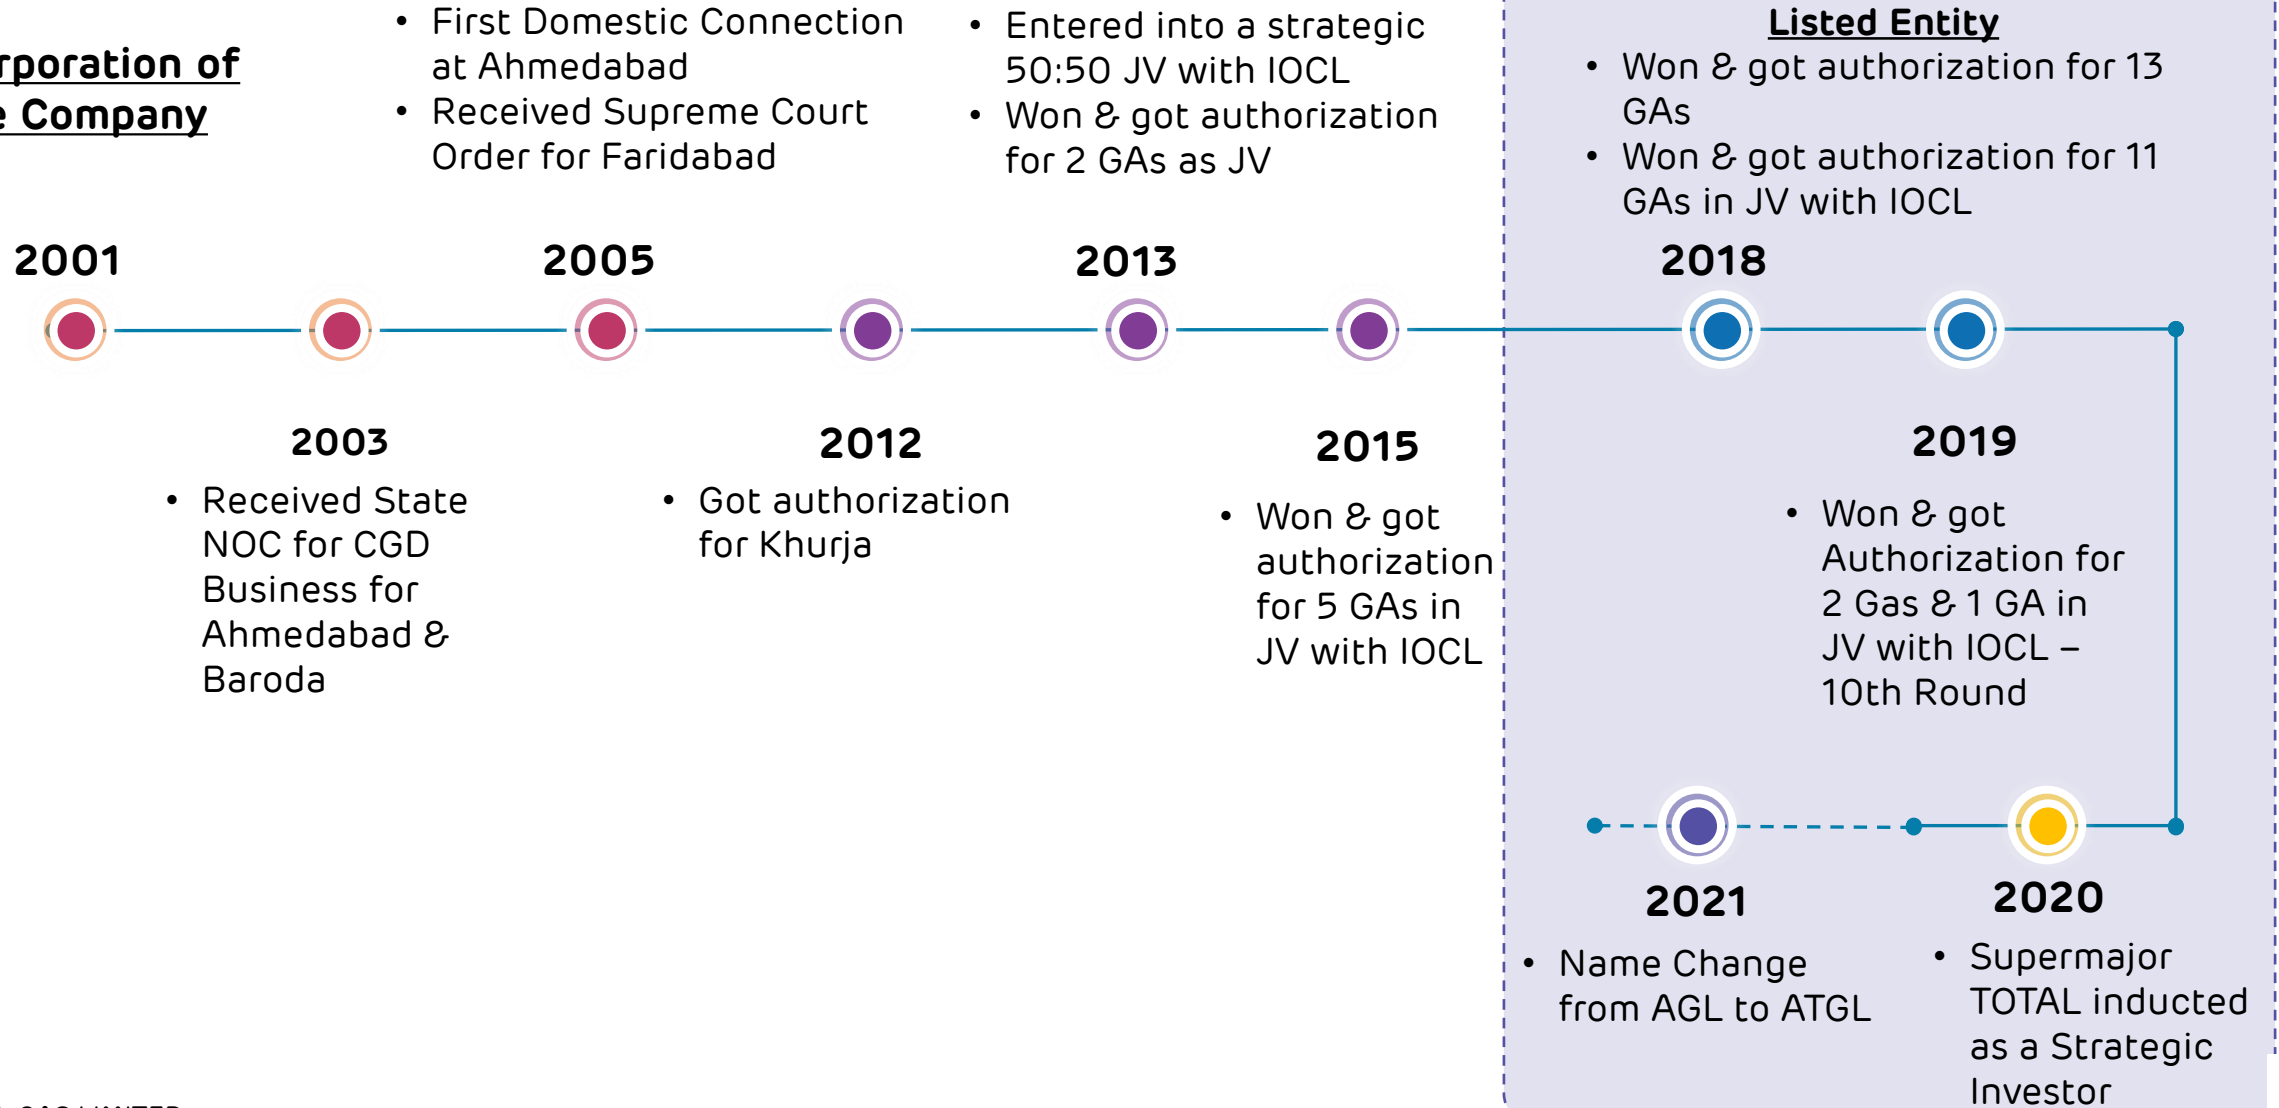 of
Company
• First Domestic Connection
at Ahmedabad
• Received Supreme Court
Order for Faridabad
• Entered into a strategic
50:50 JV with IOCL
• Won & got authorization
for 2 GAs as JV
Listed Entity
• Won & got authorization for 13
GAs
• Won & got authorization for 11
GAs in JV with IOCL
2001
2005
2013
2018
2003
• Received State
NOC for CGD
Business for
Ahmedabad &
Baroda
2012
• Got authorization
for Khurja
2015
• Won & got
authorization
for 5 GAs in
JV with IOCL
2019
• Won & got
Authorization for
2 Gas & 1 GA in
JV with IOCL –
10th Round
2021
• Name Change
from AGL to ATGL
2020
• Supermajor
TOTAL inducted
as a Strategic
Investor